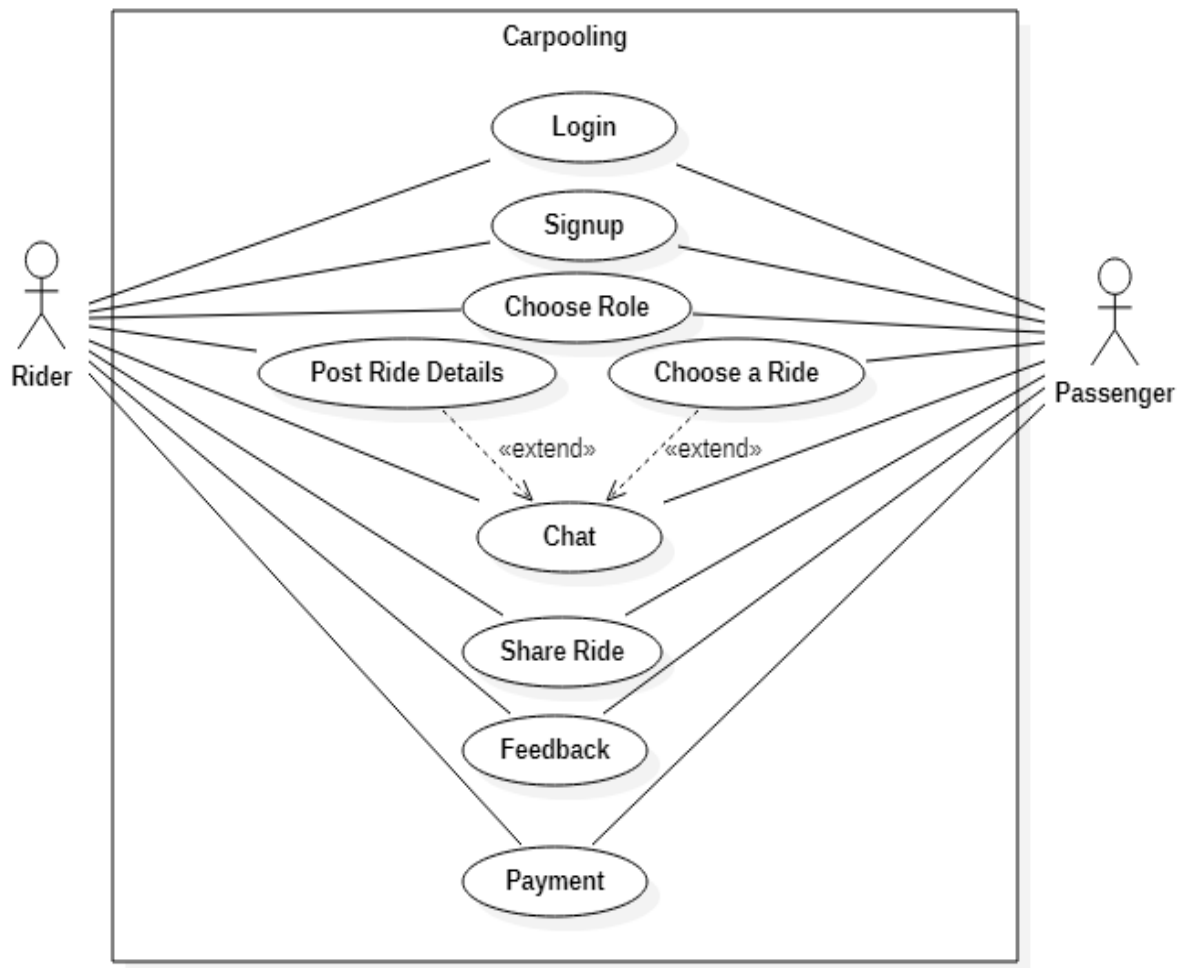 Carpooling
Login
Signup
Choose Role
Post Ride Details
Choose a Ride
Rider
Passenger
«extend»
«extend»
Chat
Share Ride
Feedback
Payment